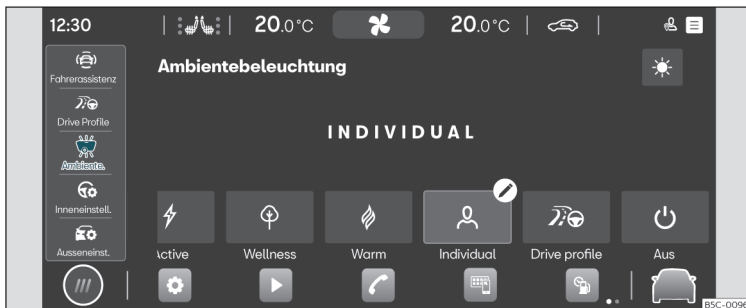 12:30
20.0°C
20.0°C
Fahrerassistenz
Drive Profile
Ambiente.
Inneneinstell.
Ausseneinst.
Ambientebeleuchtung
INDIVIDUAL
Active
Wellness
Warm
Individual
Drive profile
Aus
B5C-0096